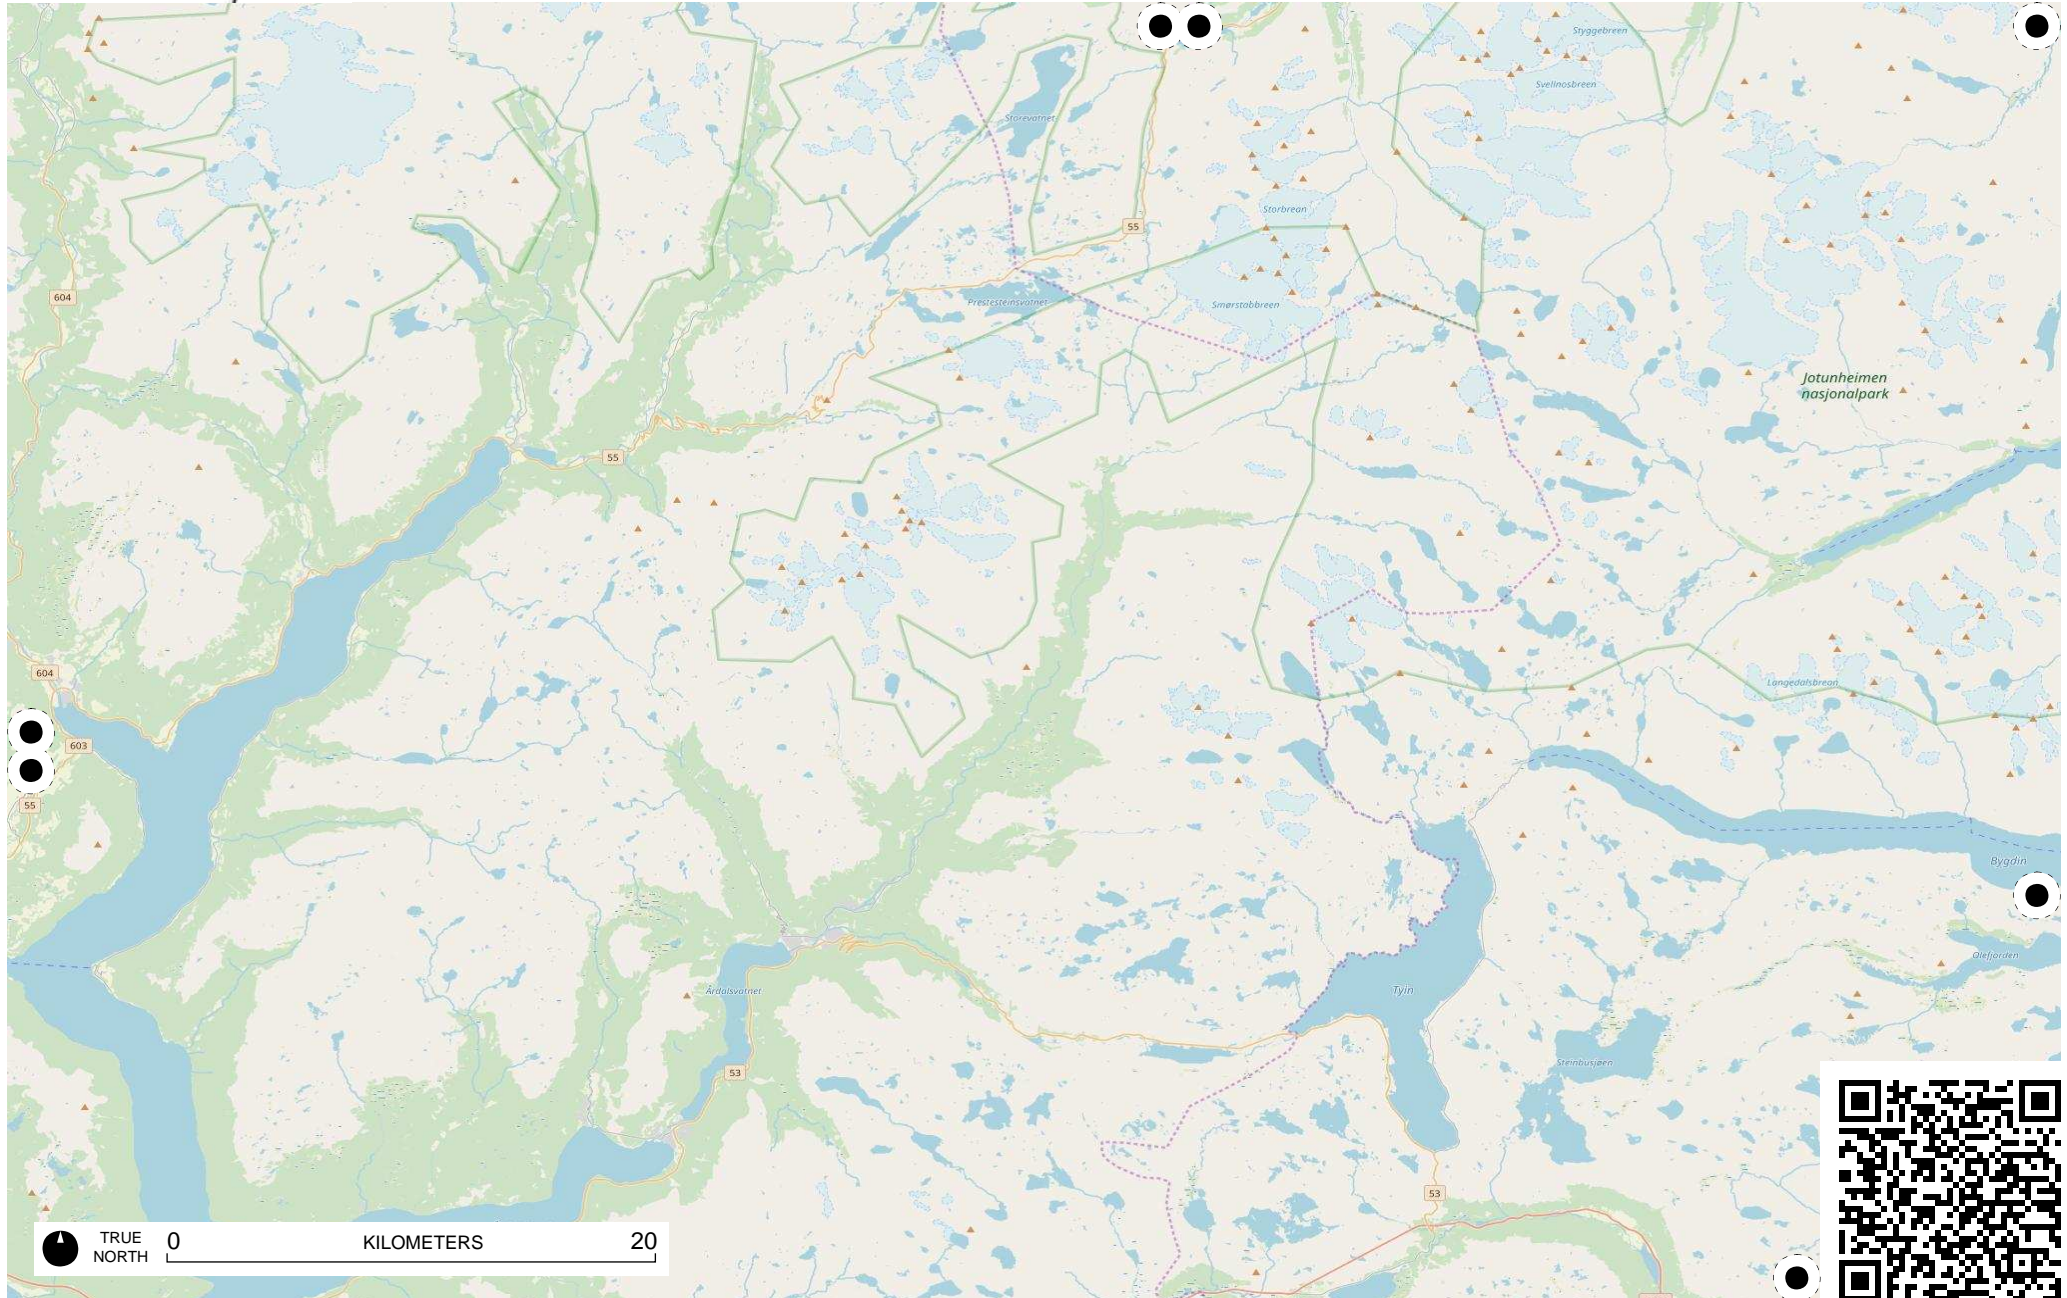 Styggebreen
Svellnosbreen
Storevatnet
Storbrean
55
604
Prestesteinsvatnet
Smørstabbreen
Jotunheimen
nasjonalpark
55
604
Langedalsbrean
603
55
Bygdin
Olefjorden
Årdalsvatnet
Tyin
Steinbusjøen
53
53
TRUE
NORTH
0 KILOMETERS 20